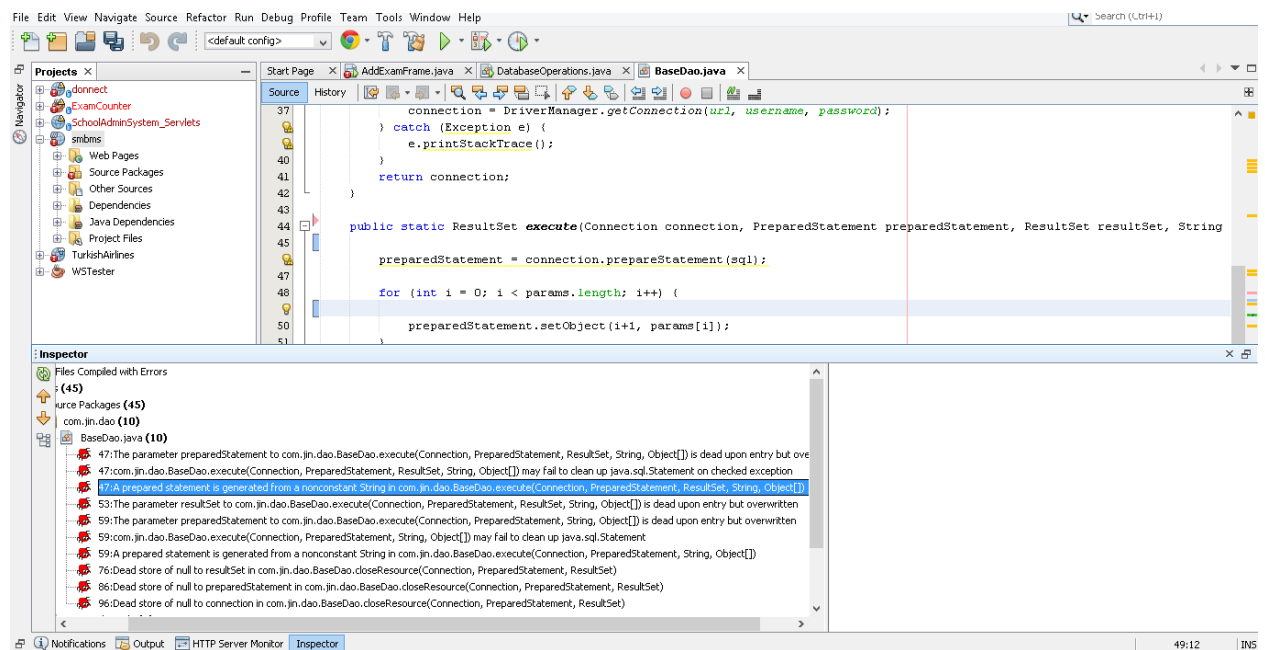 File Edit View Navigate Source Refactor Run Debug Profile Team Tools Window Help
Search (Ctrl+I)
<default config>
Projects
Start Page AddExamFrame.java DatabaseOperations.java BaseDao.java
Navigator
adonnect
ExamCounter
SchoolAdminSystem_Servlets
smbms
Web Pages
Source Packages
Other Sources
Dependencies
Java Dependencies
Project Files
TurkishAirlines
WSTester
Source History
37 connection = DriverManager.getConnection(url, username, password);
} catch (Exception e) {
e.printStackTrace();
40 }
41 return connection;
42 }
43
44 public static ResultSet execute(Connection connection, PreparedStatement preparedStatement, ResultSet resultSet, String
45
preparedStatement = connection.prepareStatement(sql);
47
48 for (int i = 0; i < params.length; i++) {
50 preparedStatement.setObject(i+1, params[i]);
51 }
Inspector
Files Compiled with Errors
(45)
urce Packages (45)
com.jin.dao (10)
BaseDao.java (10)
47:The parameter preparedStatement to com.jin.dao.BaseDao.execute(Connection, PreparedStatement, ResultSet, String, Object[]) is dead upon entry but ove
47:com.jin.dao.BaseDao.execute(Connection, PreparedStatement, ResultSet, String, Object[]) may fail to clean up java.sql.Statement on checked exception
47:A prepared statement is generated from a nonconstant String in com.jin.dao.BaseDao.execute(Connection, PreparedStatement, ResultSet, String, Object[])
53:The parameter resultSet to com.jin.dao.BaseDao.execute(Connection, PreparedStatement, ResultSet, String, Object[]) is dead upon entry but overwritten
59:The parameter preparedStatement to com.jin.dao.BaseDao.execute(Connection, PreparedStatement, String, Object[]) is dead upon entry but overwritten
59:com.jin.dao.BaseDao.execute(Connection, PreparedStatement, String, Object[]) may fail to clean up java.sql.Statement
59:A prepared statement is generated from a nonconstant String in com.jin.dao.BaseDao.execute(Connection, PreparedStatement, String, Object[])
76:Dead store of null to resultSet in com.jin.dao.BaseDao.closeResource(Connection, PreparedStatement, ResultSet)
86:Dead store of null to preparedStatement in com.jin.dao.BaseDao.closeResource(Connection, PreparedStatement, ResultSet)
96:Dead store of null to connection in com.jin.dao.BaseDao.closeResource(Connection, PreparedStatement, ResultSet)
Notifications Output HTTP Server Monitor Inspector
49:12 INS